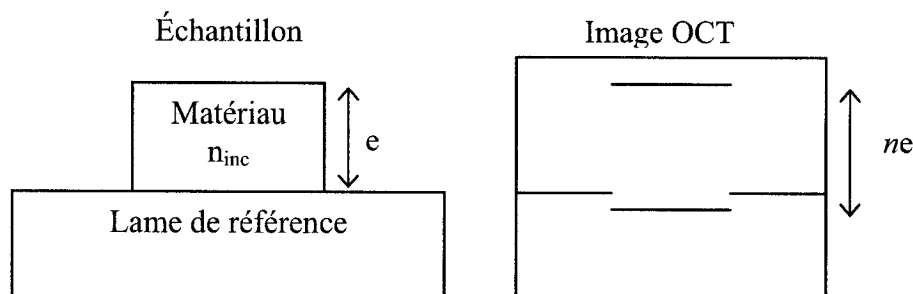 Échantillon
Matériau
n_inc
e
Lame de référence
Image OCT
ne